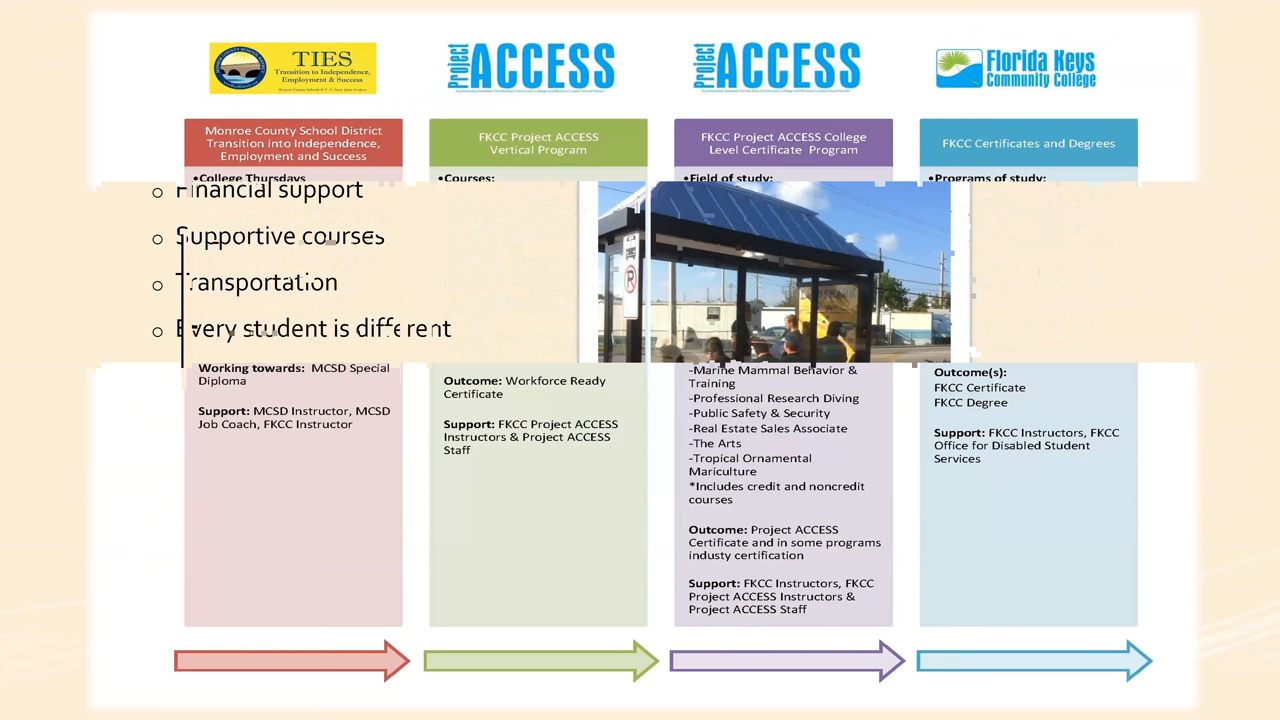 TIES
Transition to Independence,
Employment & Success
Project ACCESS
Project ACCESS
Florida Keys
Community College
Monroe County School District
Transition into Independence,
Employment and Success
FKCC Project ACCESS
Vertical Program
FKCC Project ACCESS College
Level Certificate Program
FKCC Certificates and Degrees
•College Thursdays
•Courses:
•Field of study:
•Programs of study:
o Financial support
o Supportive courses
o Transportation
o Every student is different
Working towards: MCSD Special
Diploma
Support: MCSD Instructor, MCSD
Job Coach, FKCC Instructor
Outcome: Workforce Ready
Certificate
Support: FKCC Project ACCESS
Instructors & Project ACCESS
Staff
-Marine Mammal Behavior &
Training
-Professional Research Diving
-Public Safety & Security
-Real Estate Sales Associate
-The Arts
-Tropical Ornamental
Mariculture
*Includes credit and noncredit
courses
Outcome: Project ACCESS
Certificate and in some programs
industy certification
Support: FKCC Instructors, FKCC
Project ACCESS Instructors &
Project ACCESS Staff
Outcome(s):
FKCC Certificate
FKCC Degree
Support: FKCC Instructors, FKCC
Office for Disabled Student
Services